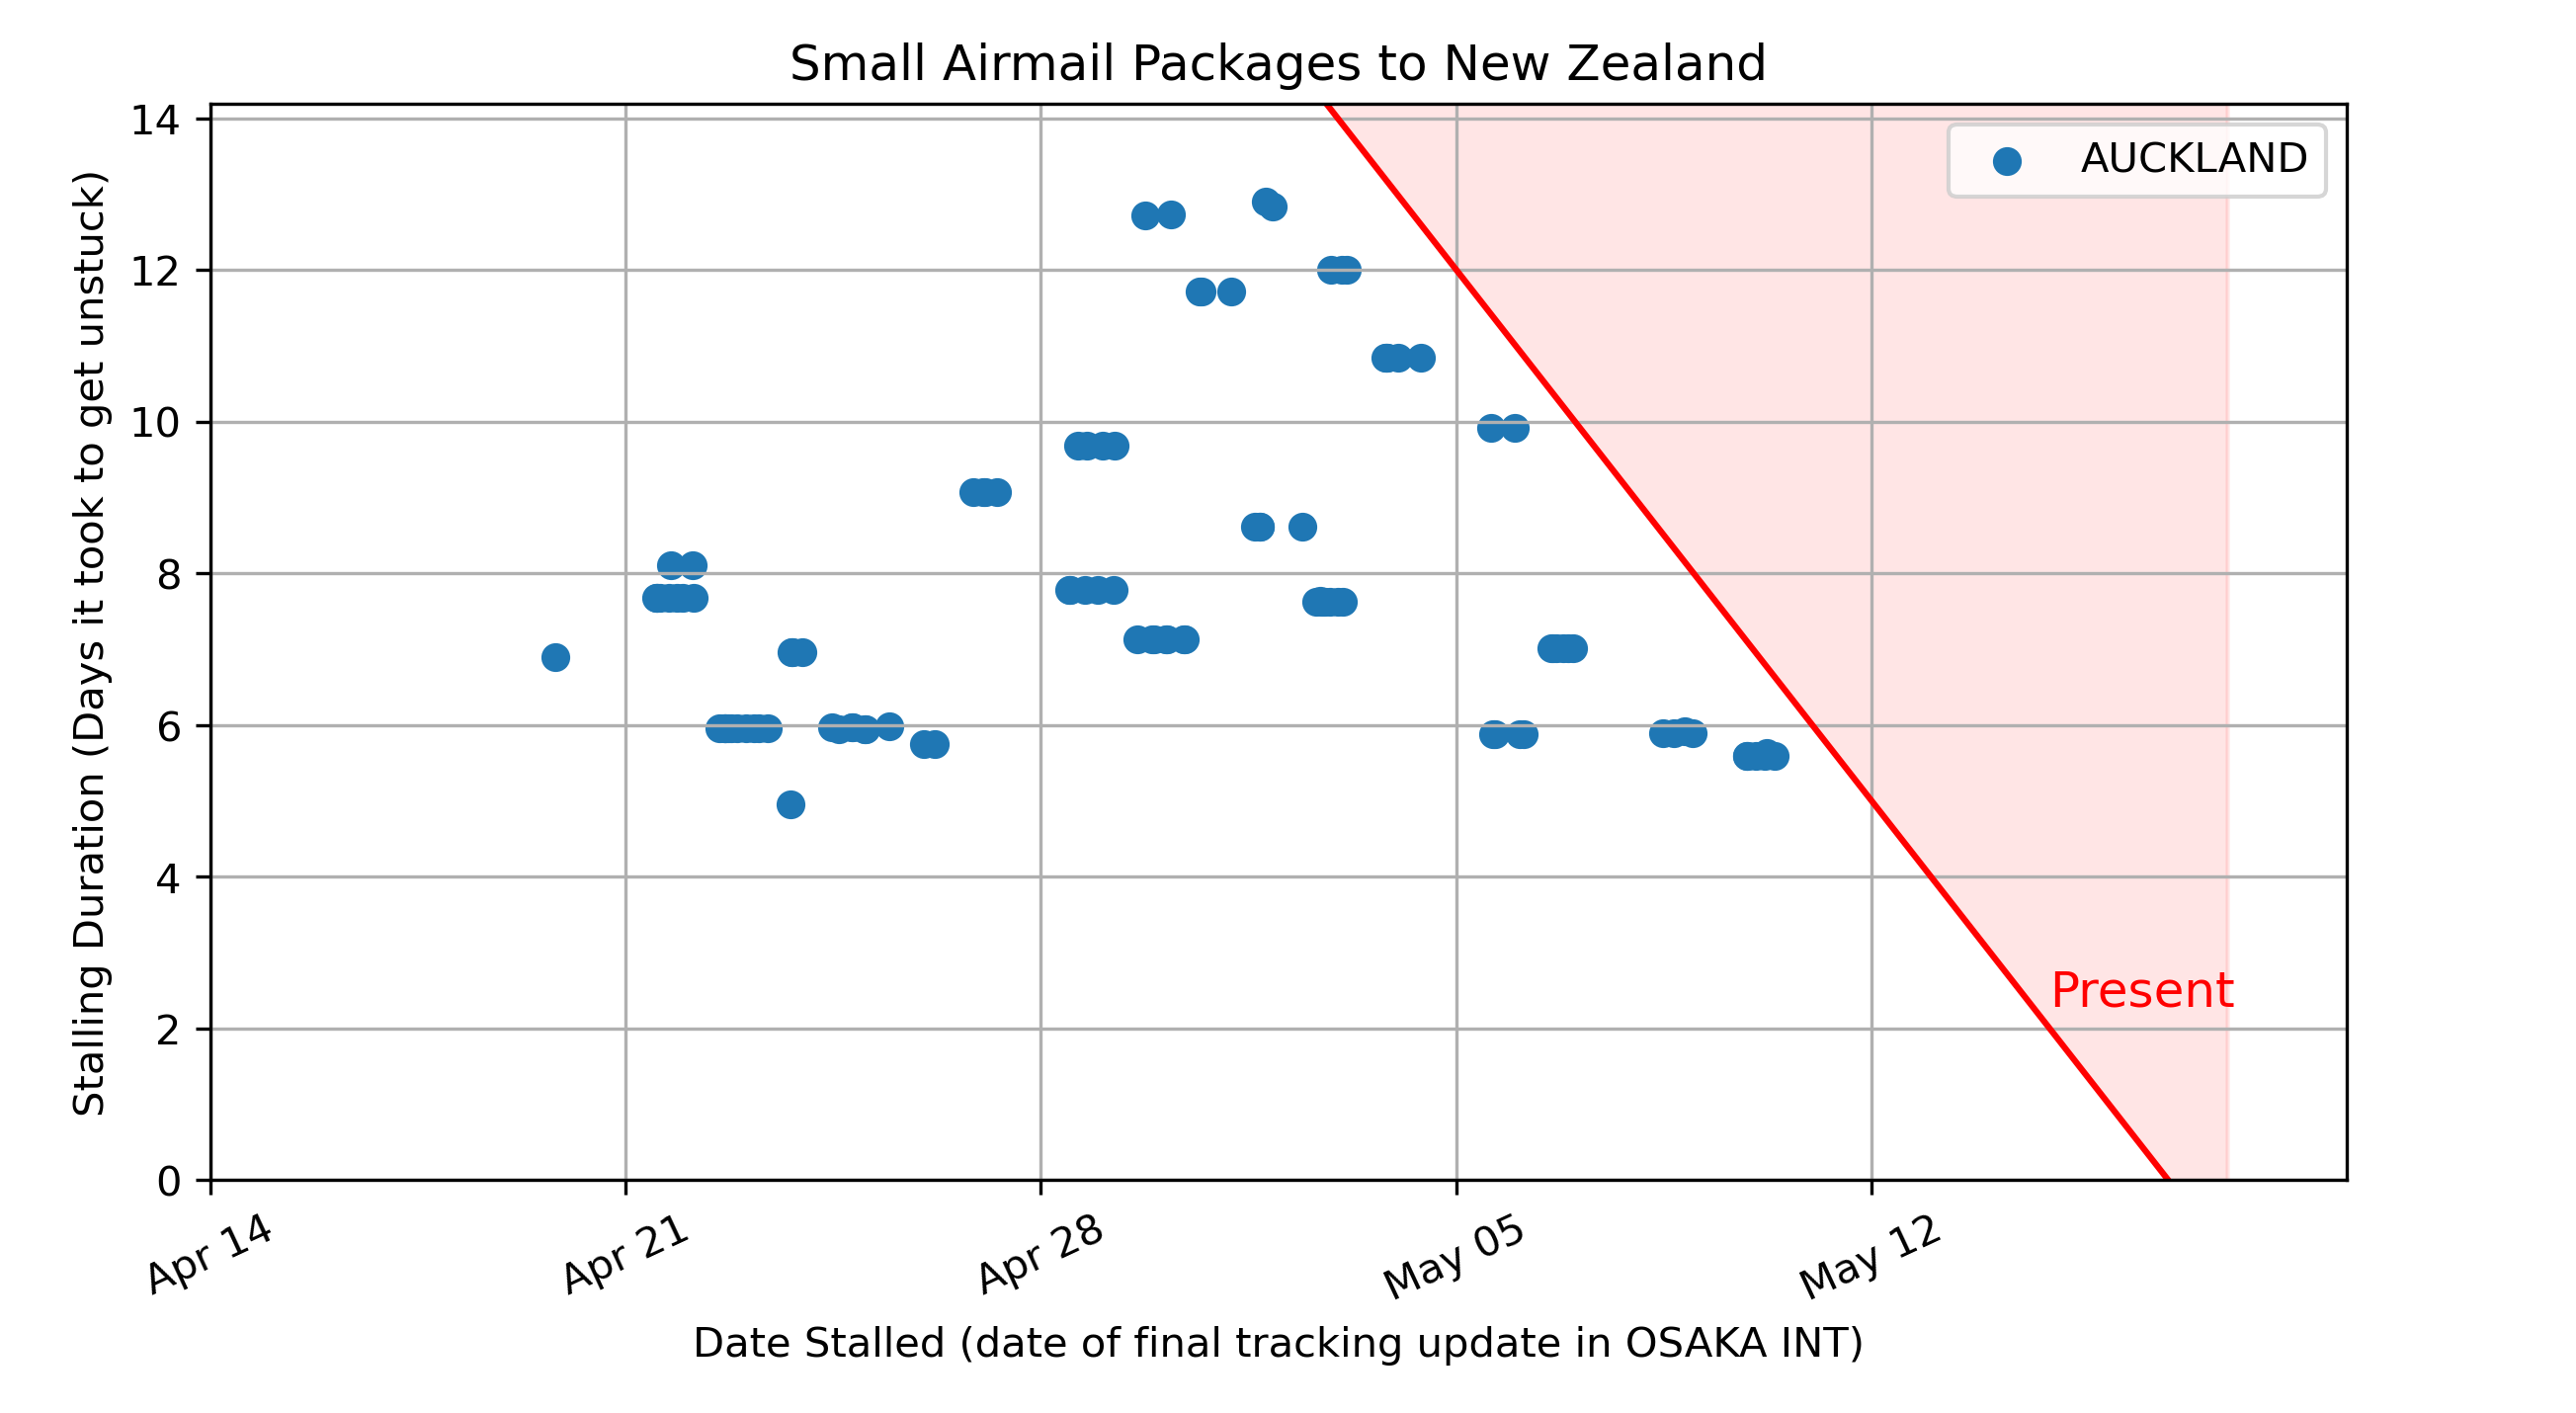 Small Airmail Packages to New Zealand
AUCKLAND
Stalling Duration (Days it took to get unstuck)
14
12
10
8
6
4
2
0
Present
Apr 14
Apr 21
Apr 28
May 05
May 12
Date Stalled (date of final tracking update in OSAKA INT)